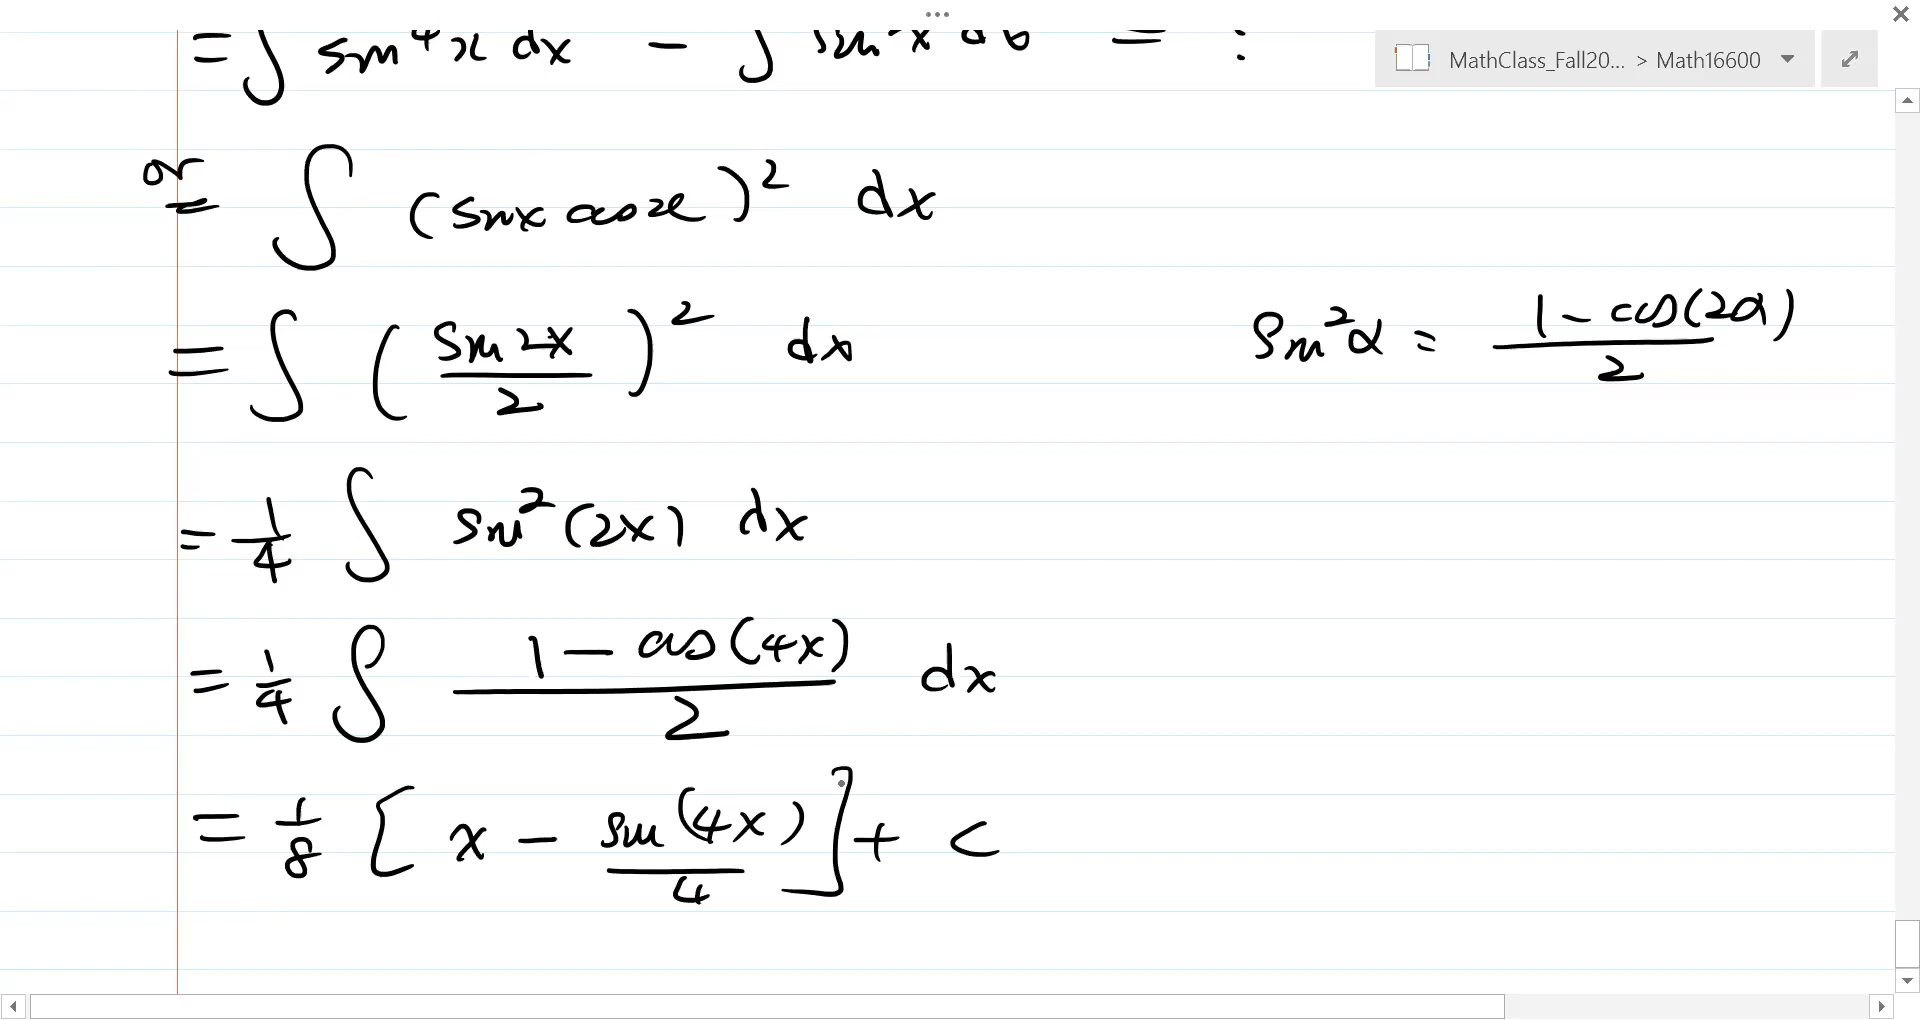 = ∫ sin⁴x dx - ∫ sin²x dx = ?
MathClass_Fall20... > Math16600
or = ∫ (sinx cosx)² dx
= ∫ (sin2x / 2)² dx
sin²α = (1 - cos(2α)) / 2
= 1/4 ∫ sin²(2x) dx
= 1/4 ∫ (1 - cos(4x)) / 2 dx
= 1/8 [x - sin(4x) / 4] + C